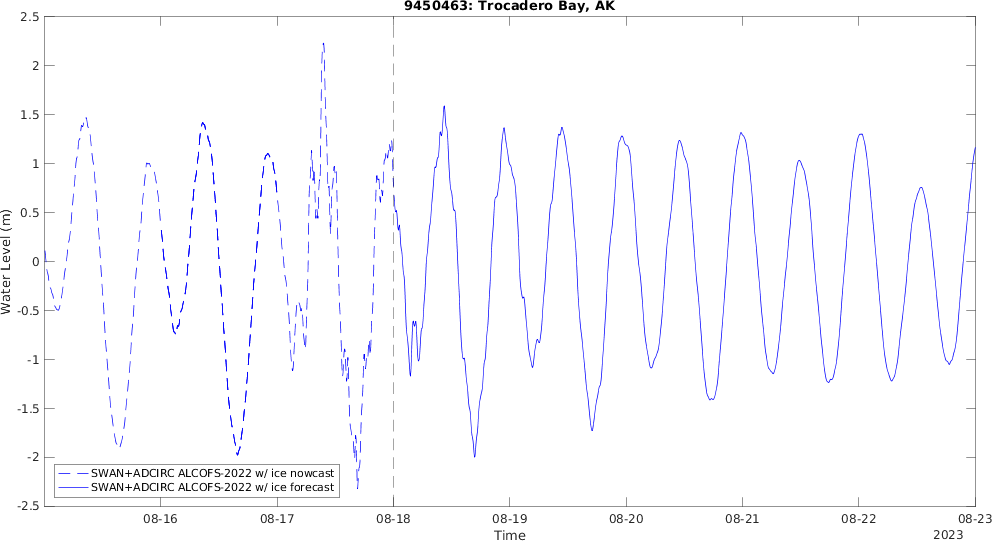 9450463: Trocadero Bay, AK
2.5
2
1.5
1
0.5
0
-0.5
-1
-1.5
-2
-2.5
Water Level (m)
SWAN+ADCIRC ALCOFS-2022 w/ ice nowcast
SWAN+ADCIRC ALCOFS-2022 w/ ice forecast
08-16 08-17 08-18 08-19 08-20 08-21 08-22 08-23
Time
2023